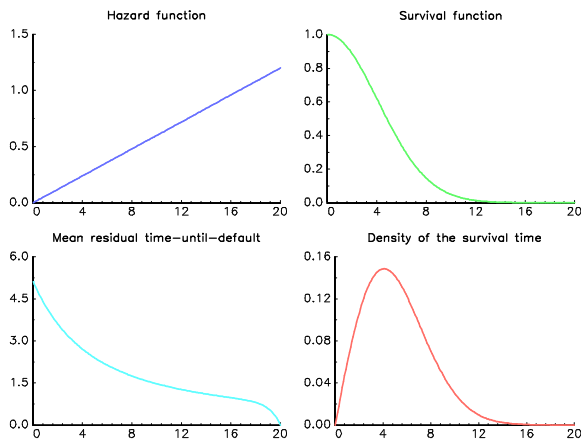 Hazard function
1.5
1.0
0.5
0.0
0 4 8 12 16 20
Survival function
1.0
0.8
0.6
0.4
0.2
0.0
0 4 8 12 16 20
Mean residual time-until-default
6.0
4.5
3.0
1.5
0.0
0 4 8 12 16 20
Density of the survival time
0.16
0.12
0.08
0.04
0.00
0 4 8 12 16 20